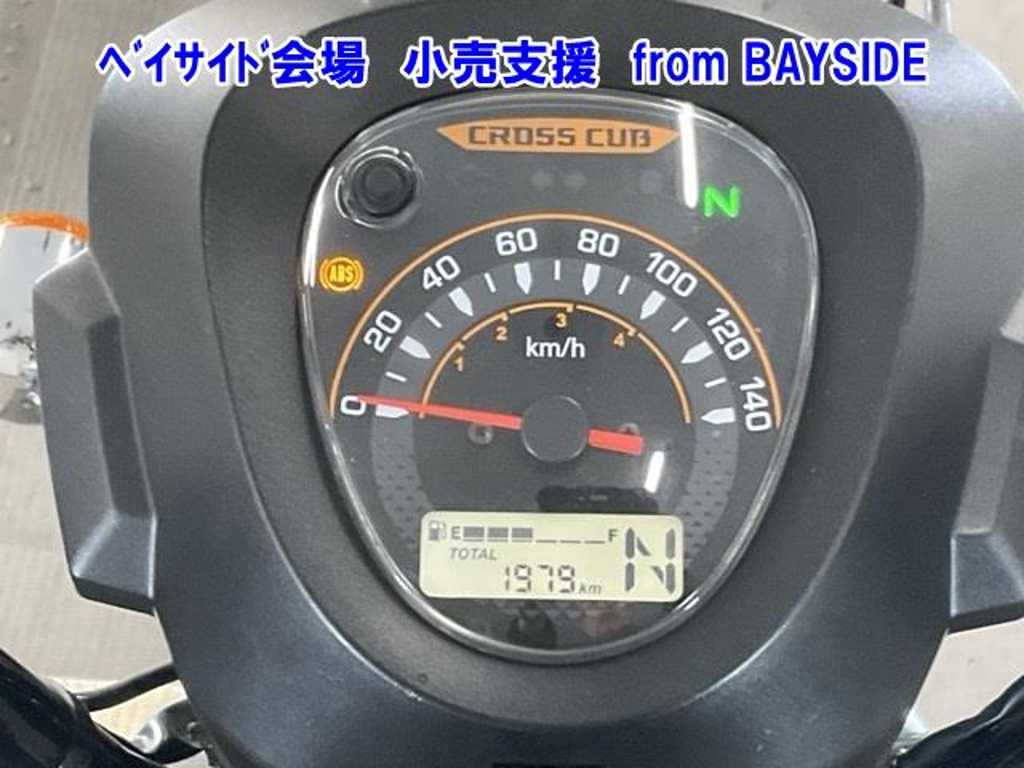 ﾍﾞｲｻｲﾄﾞ会場 小売支援 from BAYSIDE
CROSS CUB
N
ABS
0 20 40 60 80 100 120 140
1 2 3 4
km/h
E F N
TOTAL
1979 km